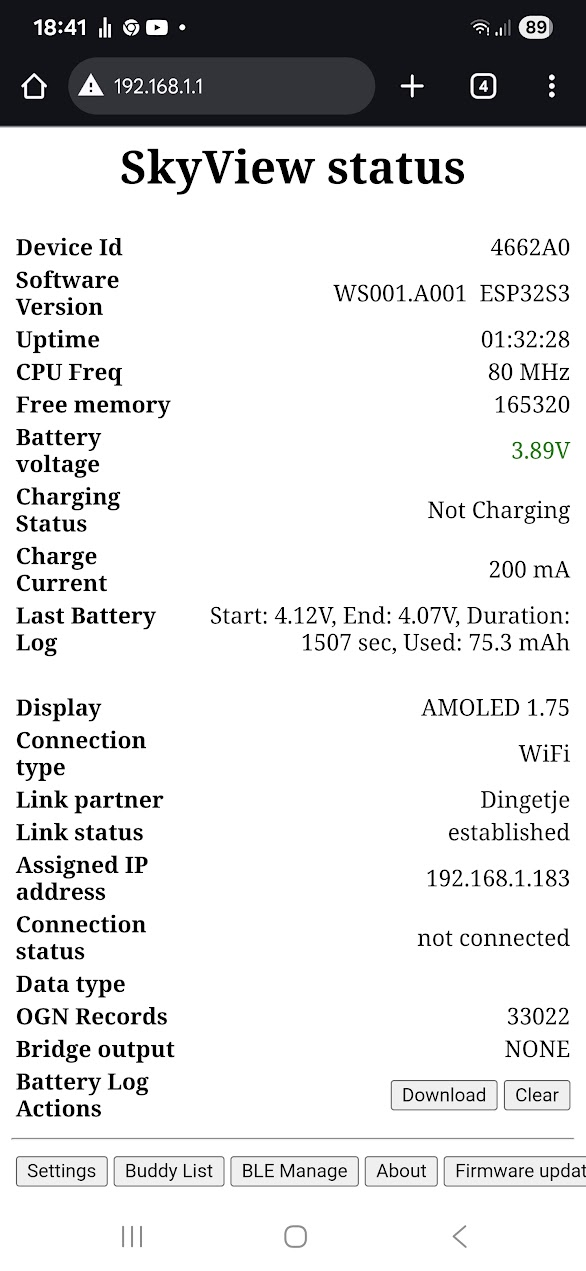 18:41
89
192.168.1.1
4
SkyView status
Device Id 4662A0
Software
Version
WS001.A001 ESP32S3
Uptime 01:32:28
CPU Freq 80 MHz
Free memory 165320
Battery
voltage
3.89V
Charging
Status
Not Charging
Charge
Current
200 mA
Last Battery
Log
Start: 4.12V, End: 4.07V, Duration:
1507 sec, Used: 75.3 mAh
Display AMOLED 1.75
Connection
type
WiFi
Link partner Dingetje
Link status established
Assigned IP
address
192.168.1.183
Connection
status
not connected
Data type
OGN Records 33022
Bridge output NONE
Battery Log
Actions
Download Clear
Settings Buddy List BLE Manage About Firmware updat